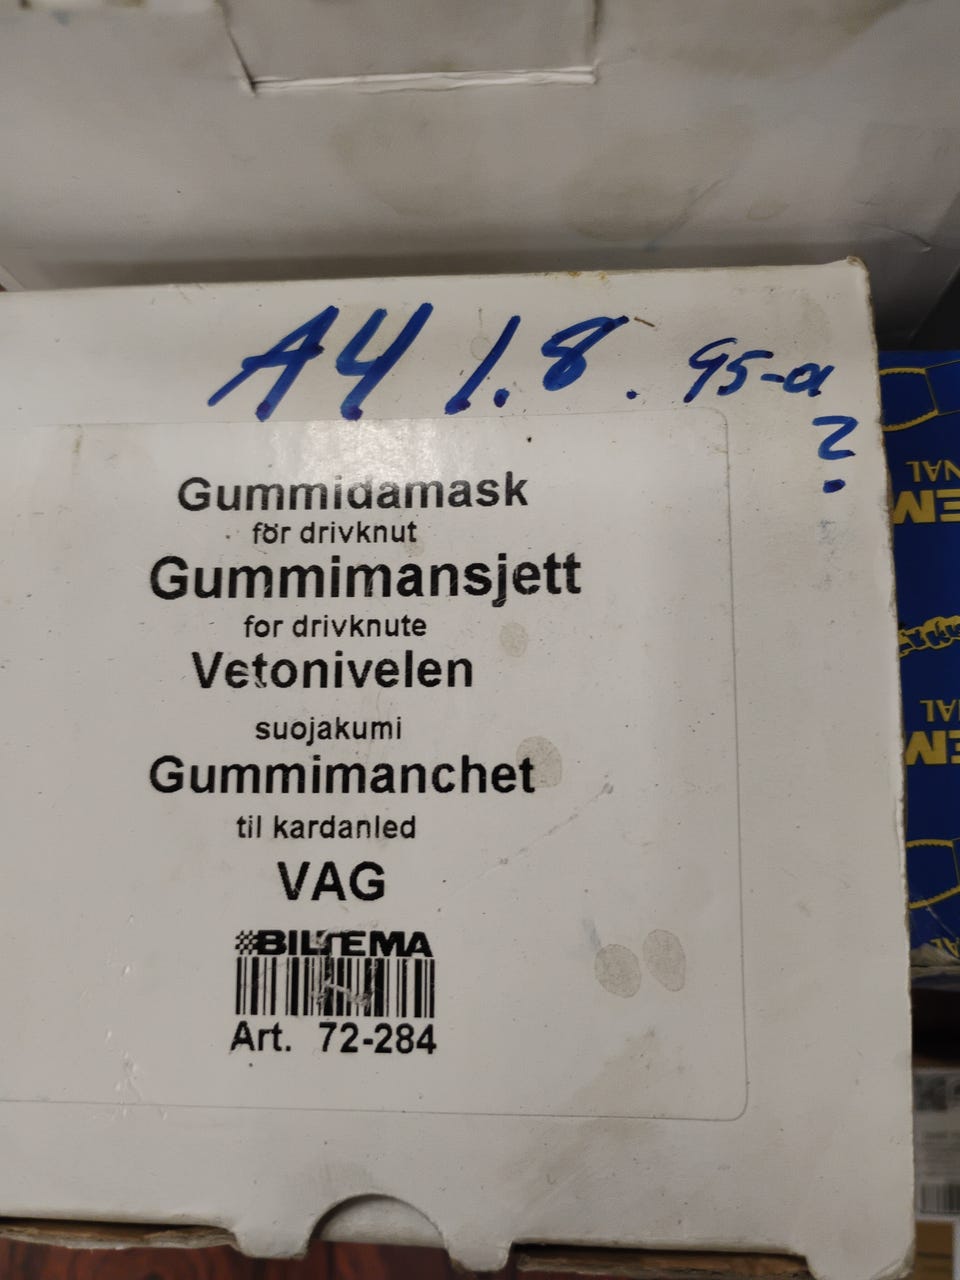 A4 1.8. 95-01
?
Gummidamask
för drivknut
Gummimansjett
for drivknute
Vetonivelen
suojakumi
Gummimanchet
til kardanled
VAG
BILTEMA
Art. 72-284